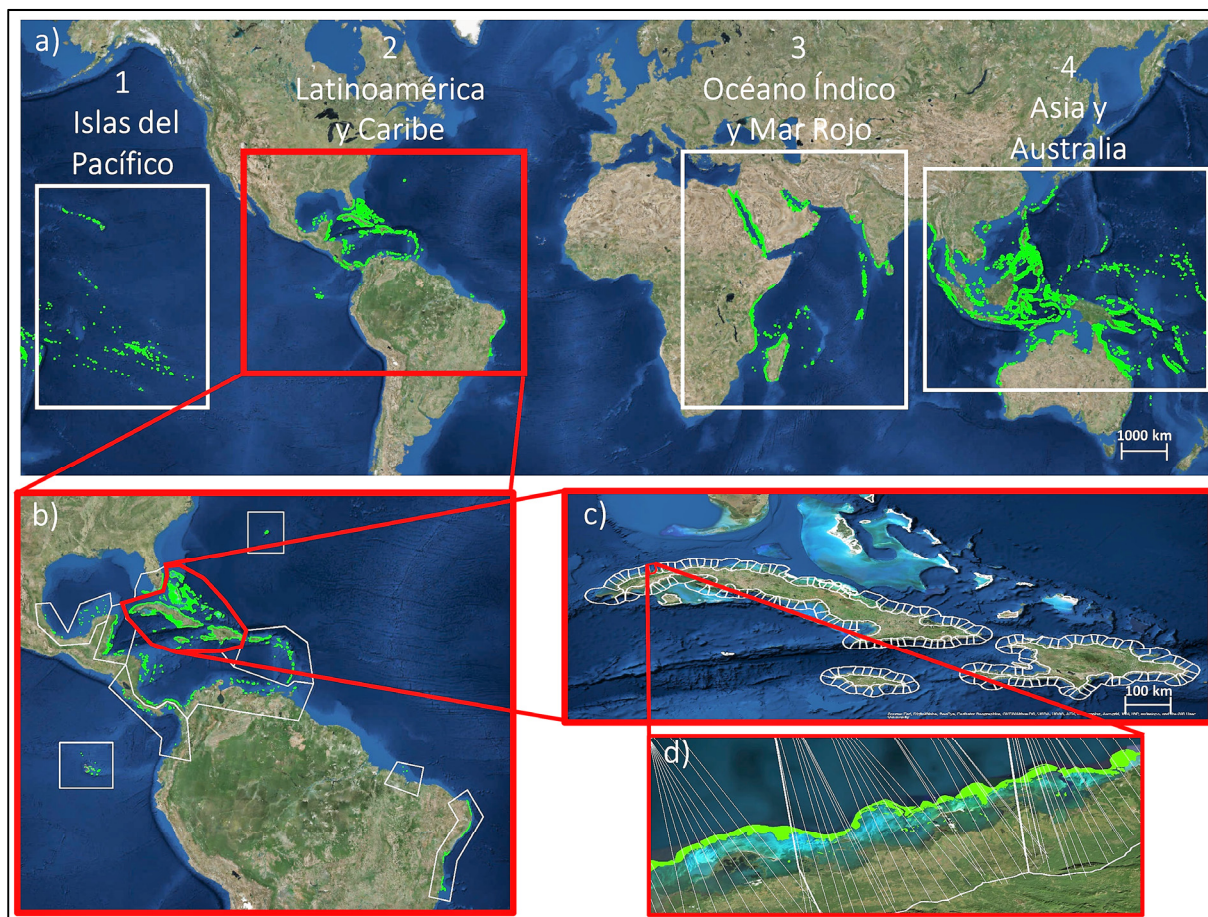 a)
1
Islas del
Pacífico
2
Latinoamérica
y Caribe
3
Océano Índico
y Mar Rojo
4
Asia y
Australia
1000 km
b)
c)
100 km
d)